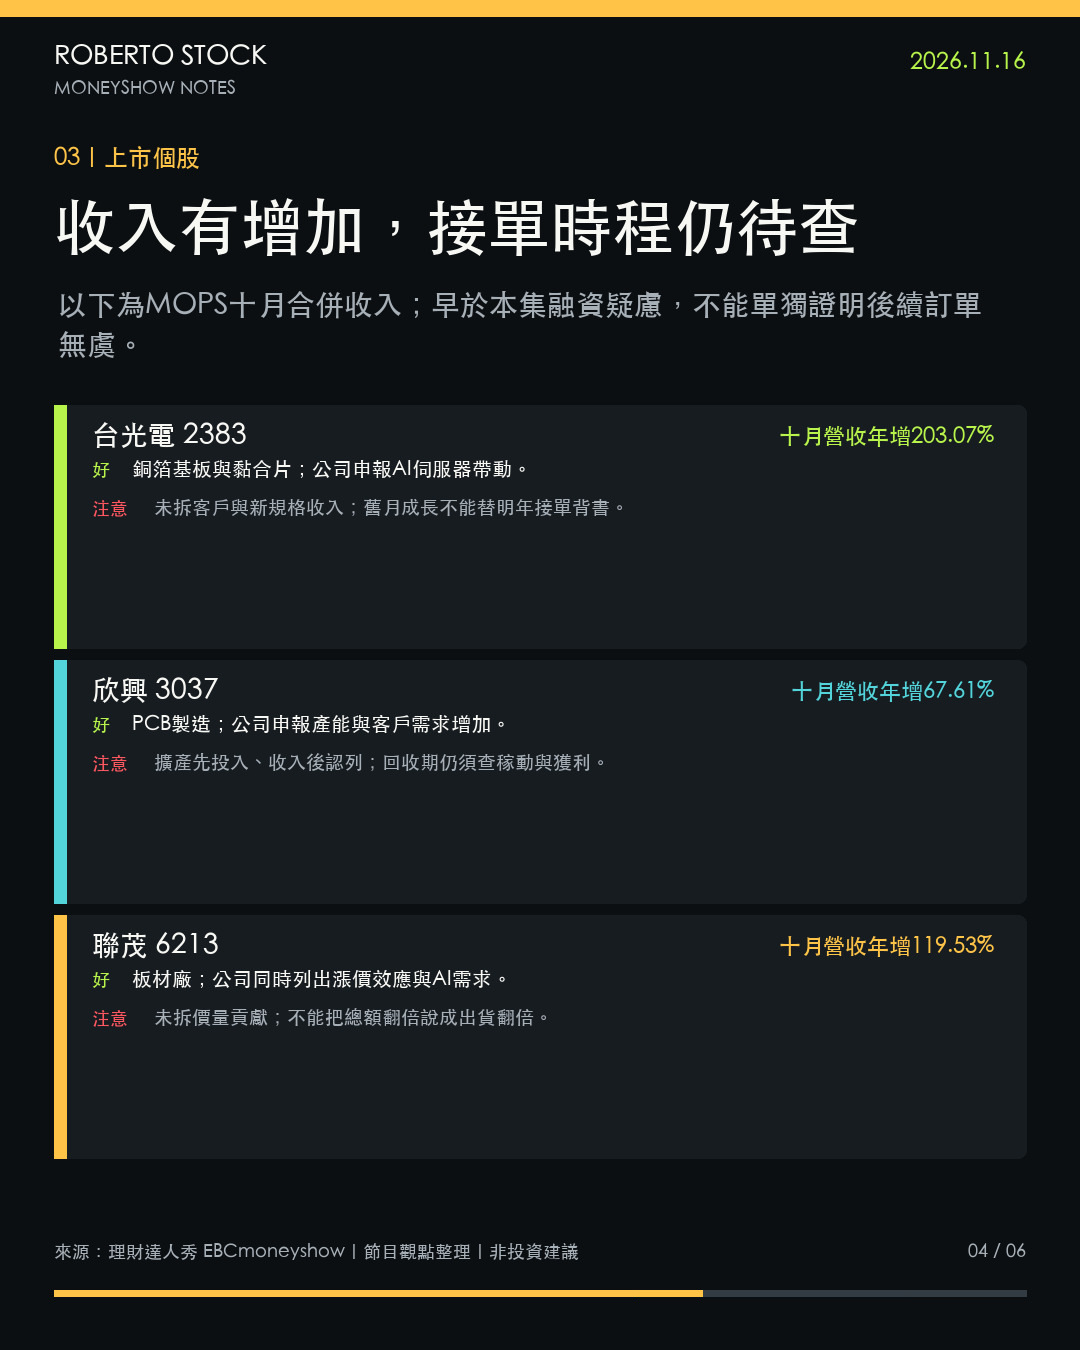 ROBERTO STOCK
2026.11.16
MONEYSHOW NOTES
03 | 上市個股
收入有增加，接單時程仍待查
以下為MOPS十月合併收入；早於本集融資疑慮，不能單獨證明後續訂單
無虞。
台光電 2383
十月營收年增203.07%
好 銅箔基板與黏合片；公司申報AI伺服器帶動。
注意 未拆客戶與新規格收入；舊月成長不能替明年接單背書。
欣興 3037
十月營收年增67.61%
好 PCB製造；公司申報產能與客戶需求增加。
注意 擴產先投入、收入後認列；回收期仍須查稼動與獲利。
聯茂 6213
十月營收年增119.53%
好 板材廠；公司同時列出漲價效應與AI需求。
注意 未拆價量貢獻；不能把總額翻倍說成出貨翻倍。
來源：理財達人秀 EBCmoneyshow | 節目觀點整理 | 非投資建議
04 / 06